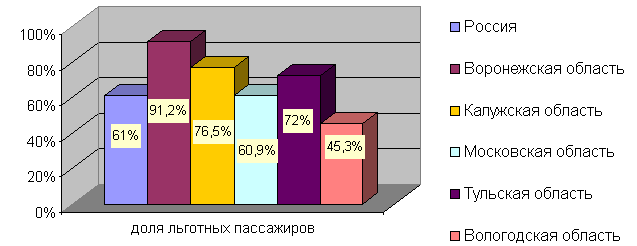 100%
80%
60%
40%
20%
0%
61%
91,2%
76,5%
60,9%
72%
45,3%
доля льготных пассажиров
Россия
Воронежская область
Калужская область
Московская область
Тульская область
Вологодская область